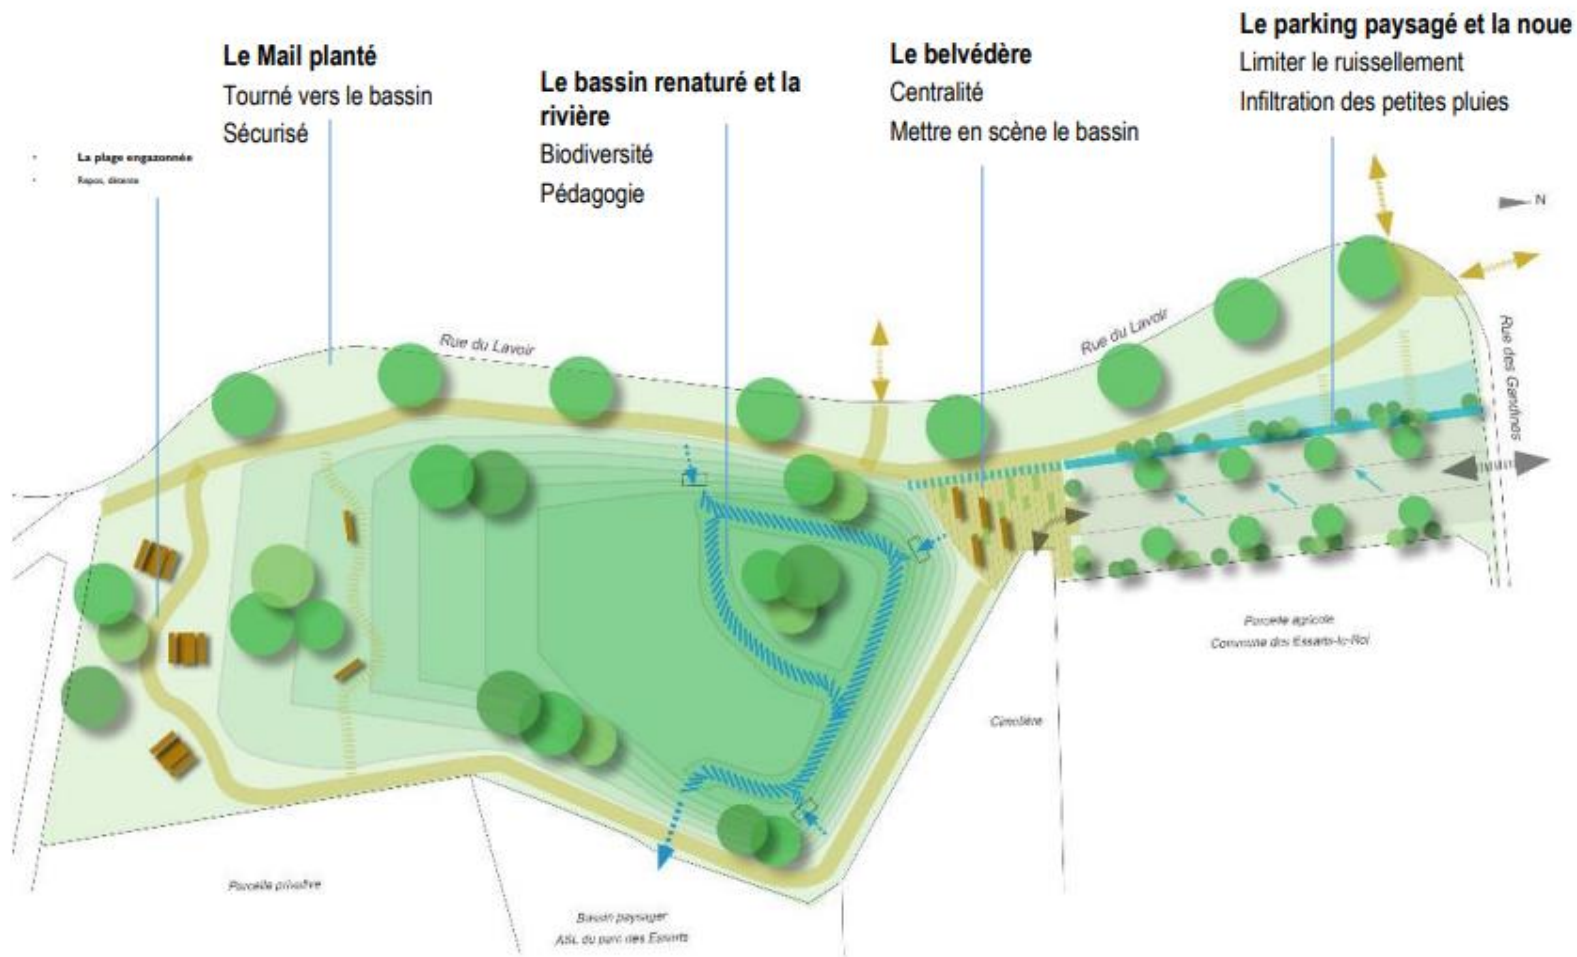 Le Mail planté
Tourné vers le bassin
Sécurisé
La plage engazonnée
Repos, détente
Le bassin renaturé et la
rivière
Biodiversité
Pédagogie
Le belvédère
Centralité
Mettre en scène le bassin
Le parking paysagé et la noue
Limiter le ruissellement
Infiltration des petites pluies
N
Rue du Lavoir
Rue du Lavoir
Rue des Gandines
Parcelle agricole
Commune des Essarts-le-Roi
Cimetière
Parcelle privative
Bassin paysager
ASL du parc des Essarts